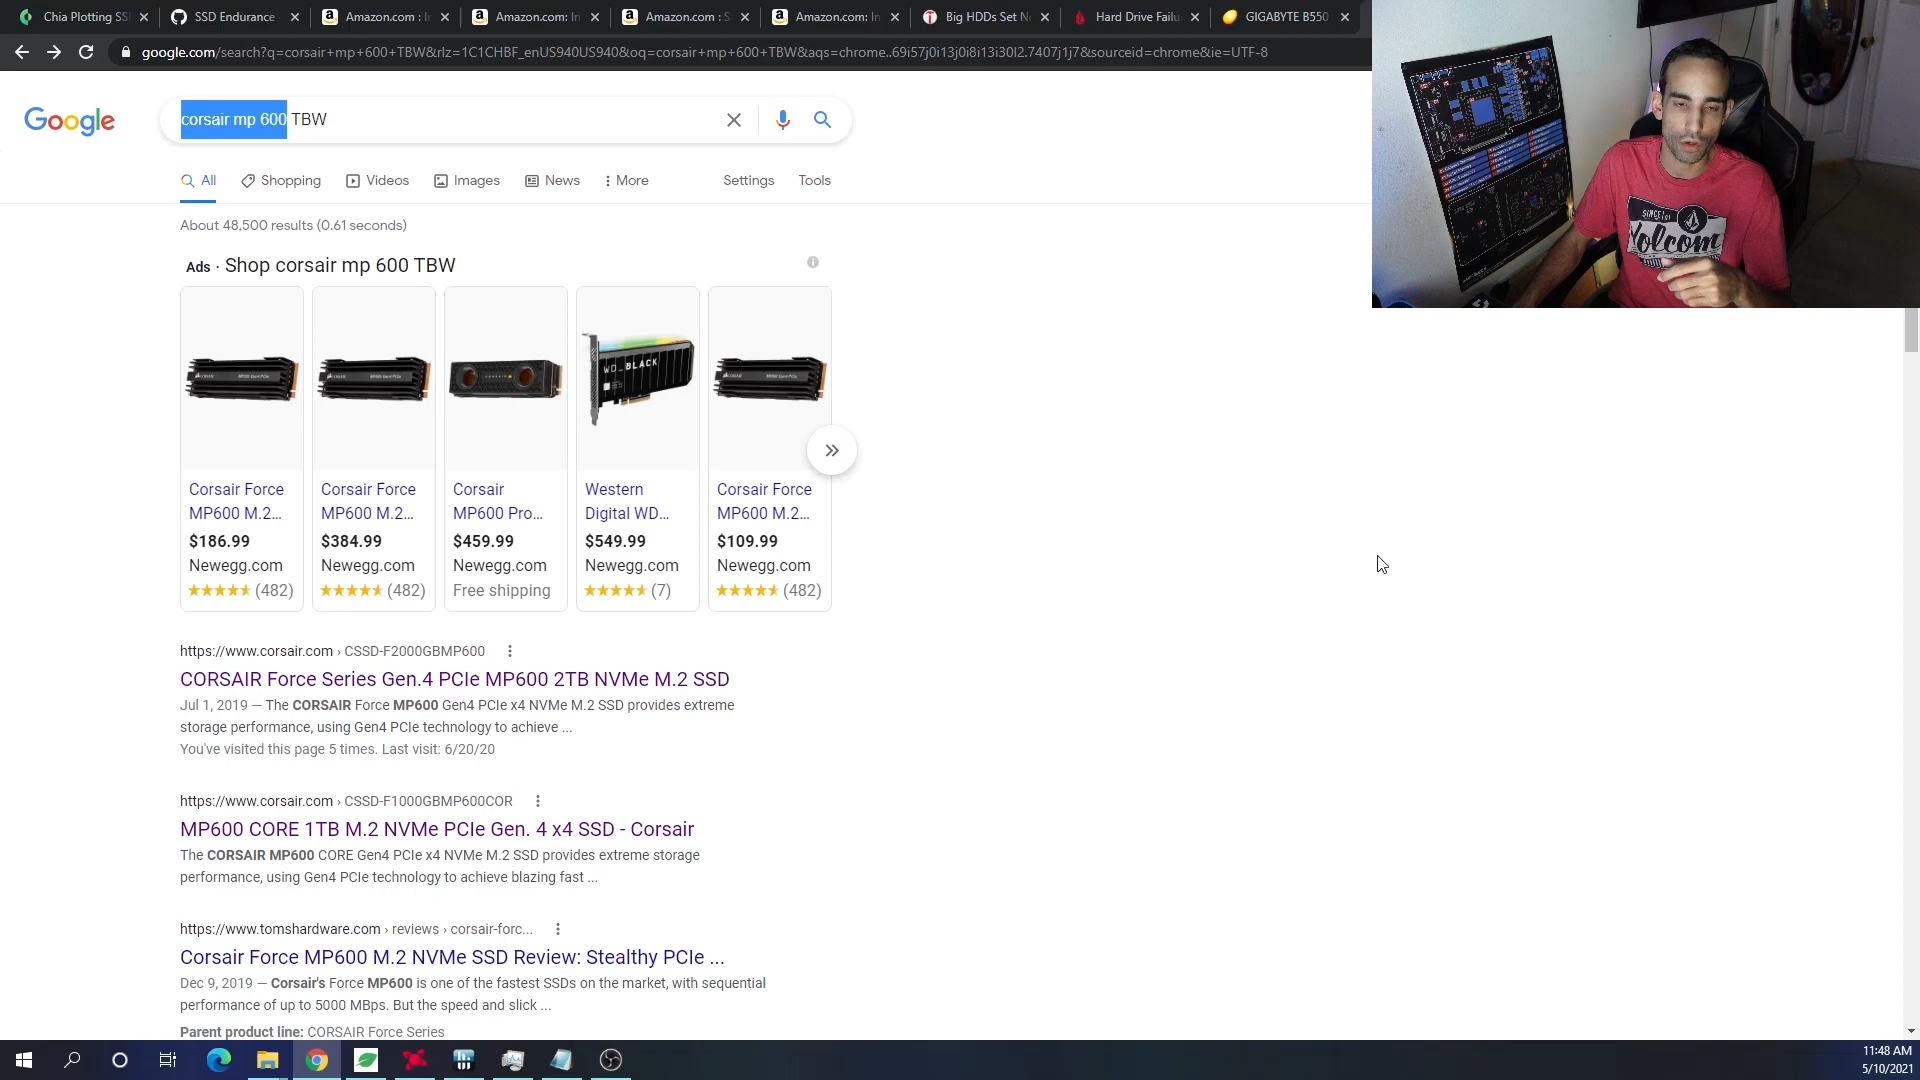 Chia Plotting SS
SSD Endurance
Amazon.com : In
Amazon.com: In
Amazon.com : S
Amazon.com: In
Big HDDs Set N
Hard Drive Failu
GIGABYTE B550
google.com/search?q=corsair+mp+600+TBW&rlz=1C1CHBF_enUS940US940&oq=corsair+mp+600+TBW&aqs=chrome..69i57j0i13j0i8i13i30l2.7407j1j7&sourceid=chrome&ie=UTF-8
Google
corsair mp 600 TBW
All
Shopping
Videos
Images
News
More
Settings
Tools
About 48,500 results (0.61 seconds)
Ads · Shop corsair mp 600 TBW
WD_BLACK
Corsair Force
MP600 M.2...
$186.99
Newegg.com
(482)
Corsair Force
MP600 M.2...
$384.99
Newegg.com
(482)
Corsair
MP600 Pro...
$459.99
Newegg.com
Free shipping
Western
Digital WD...
$549.99
Newegg.com
(7)
Corsair Force
MP600 M.2...
$109.99
Newegg.com
(482)
https://www.corsair.com › CSSD-F2000GBMP600
CORSAIR Force Series Gen.4 PCIe MP600 2TB NVMe M.2 SSD
Jul 1, 2019 — The CORSAIR Force MP600 Gen4 PCIe x4 NVMe M.2 SSD provides extreme
storage performance, using Gen4 PCIe technology to achieve ...
You've visited this page 5 times. Last visit: 6/20/20
https://www.corsair.com › CSSD-F1000GBMP600COR
MP600 CORE 1TB M.2 NVMe PCIe Gen. 4 x4 SSD - Corsair
The CORSAIR MP600 CORE Gen4 PCIe x4 NVMe M.2 SSD provides extreme storage
performance, using Gen4 PCIe technology to achieve blazing fast ...
https://www.tomshardware.com › reviews › corsair-forc...
Corsair Force MP600 M.2 NVMe SSD Review: Stealthy PCIe ...
Dec 9, 2019 — Corsair's Force MP600 is one of the fastest SSDs on the market, with sequential
performance of up to 5000 MBps. But the speed and slick ...
Parent product line: CORSAIR Force Series
SINCE
Volcom
11:48 AM
5/10/2021